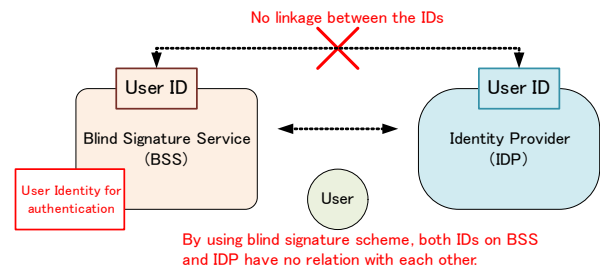 No linkage between the IDs
User ID
User ID
Blind Signature Service
(BSS)
Identity Provider
(IDP)
User Identity for
authentication
User
By using blind signature scheme, both IDs on BSS
and IDP have no relation with each other.